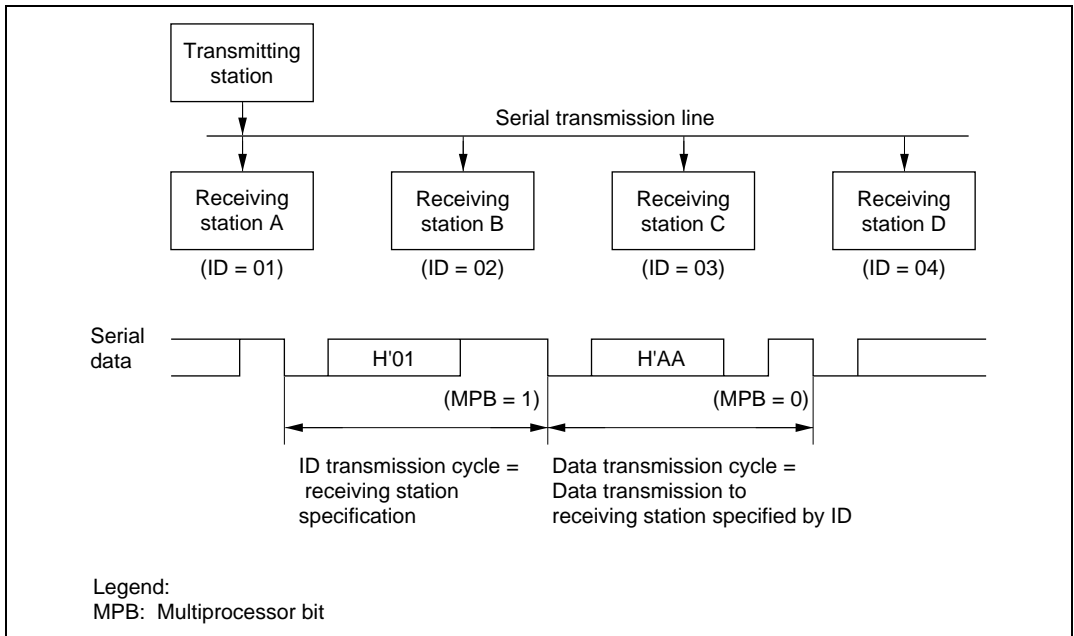 Transmitting
station
Serial transmission line
Receiving
station A
Receiving
station B
Receiving
station C
Receiving
station D
(ID = 01)
(ID = 02)
(ID = 03)
(ID = 04)
Serial
data
H'01
H'AA
(MPB = 1)
(MPB = 0)
ID transmission cycle =
receiving station
specification
Data transmission cycle =
Data transmission to
receiving station specified by ID
Legend:
MPB: Multiprocessor bit